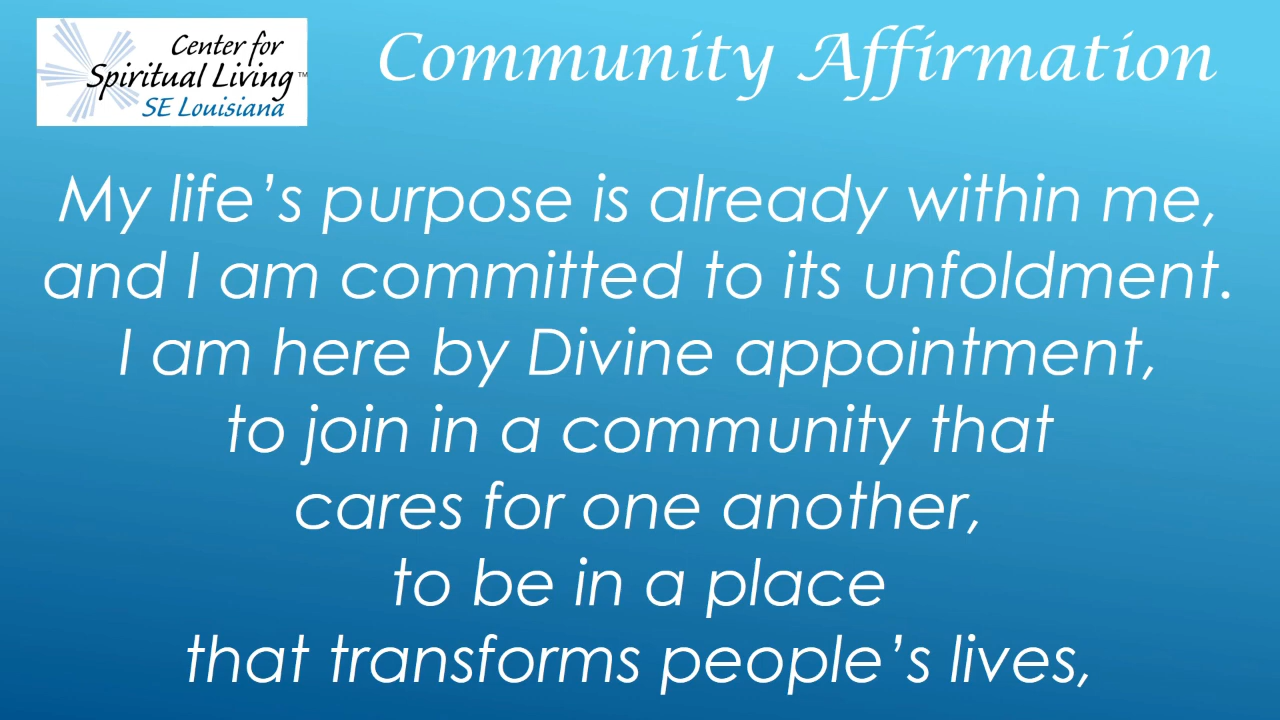 Center for
Spiritual Living™
SE Louisiana
Community Affirmation
My life’s purpose is already within me,
and I am committed to its unfoldment.
I am here by Divine appointment,
to join in a community that
cares for one another,
to be in a place
that transforms people’s lives,